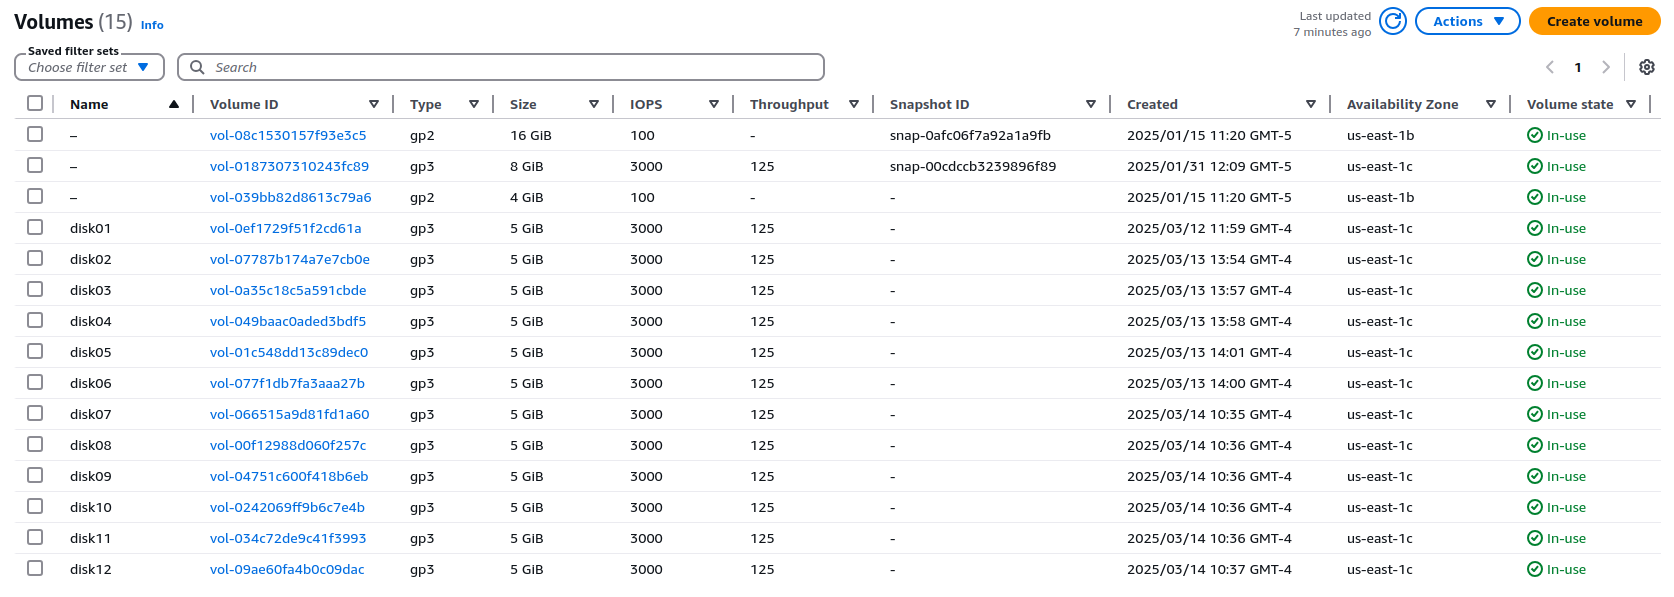 Volumes (15) Info
Last updated
7 minutes ago
Actions
Create volume
Saved filter sets
Choose filter set
Search
1
Name Volume ID Type Size IOPS Throughput Snapshot ID Created Availability Zone Volume state
– vol-08c1530157f93e3c5 gp2 16 GiB 100 - snap-0afc06f7a92a1a9fb 2025/01/15 11:20 GMT-5 us-east-1b In-use
– vol-0187307310243fc89 gp3 8 GiB 3000 125 snap-00cdccb3239896f89 2025/01/31 12:09 GMT-5 us-east-1c In-use
– vol-039bb82d8613c79a6 gp2 4 GiB 100 - - 2025/01/15 11:20 GMT-5 us-east-1b In-use
disk01 vol-0ef1729f51f2cd61a gp3 5 GiB 3000 125 - 2025/03/12 11:59 GMT-4 us-east-1c In-use
disk02 vol-07787b174a7e7cb0e gp3 5 GiB 3000 125 - 2025/03/13 13:54 GMT-4 us-east-1c In-use
disk03 vol-0a35c18c5a591cbde gp3 5 GiB 3000 125 - 2025/03/13 13:57 GMT-4 us-east-1c In-use
disk04 vol-049baac0aded3bdf5 gp3 5 GiB 3000 125 - 2025/03/13 13:58 GMT-4 us-east-1c In-use
disk05 vol-01c548dd13c89dec0 gp3 5 GiB 3000 125 - 2025/03/13 14:01 GMT-4 us-east-1c In-use
disk06 vol-077f1db7fa3aaa27b gp3 5 GiB 3000 125 - 2025/03/13 14:00 GMT-4 us-east-1c In-use
disk07 vol-066515a9d81fd1a60 gp3 5 GiB 3000 125 - 2025/03/14 10:35 GMT-4 us-east-1c In-use
disk08 vol-00f12988d060f257c gp3 5 GiB 3000 125 - 2025/03/14 10:36 GMT-4 us-east-1c In-use
disk09 vol-04751c600f418b6eb gp3 5 GiB 3000 125 - 2025/03/14 10:36 GMT-4 us-east-1c In-use
disk10 vol-0242069ff9b6c7e4b gp3 5 GiB 3000 125 - 2025/03/14 10:36 GMT-4 us-east-1c In-use
disk11 vol-034c72de9c41f3993 gp3 5 GiB 3000 125 - 2025/03/14 10:36 GMT-4 us-east-1c In-use
disk12 vol-09ae60fa4b0c09dac gp3 5 GiB 3000 125 - 2025/03/14 10:37 GMT-4 us-east-1c In-use